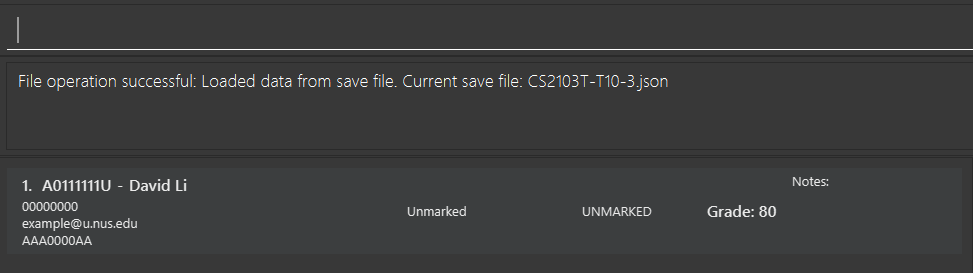 File operation successful: Loaded data from save file. Current save file: CS2103T-T10-3.json
1. A0111111U - David Li
00000000
example@u.nus.edu
AAA0000AA
Unmarked
UNMARKED
Grade: 80
Notes: